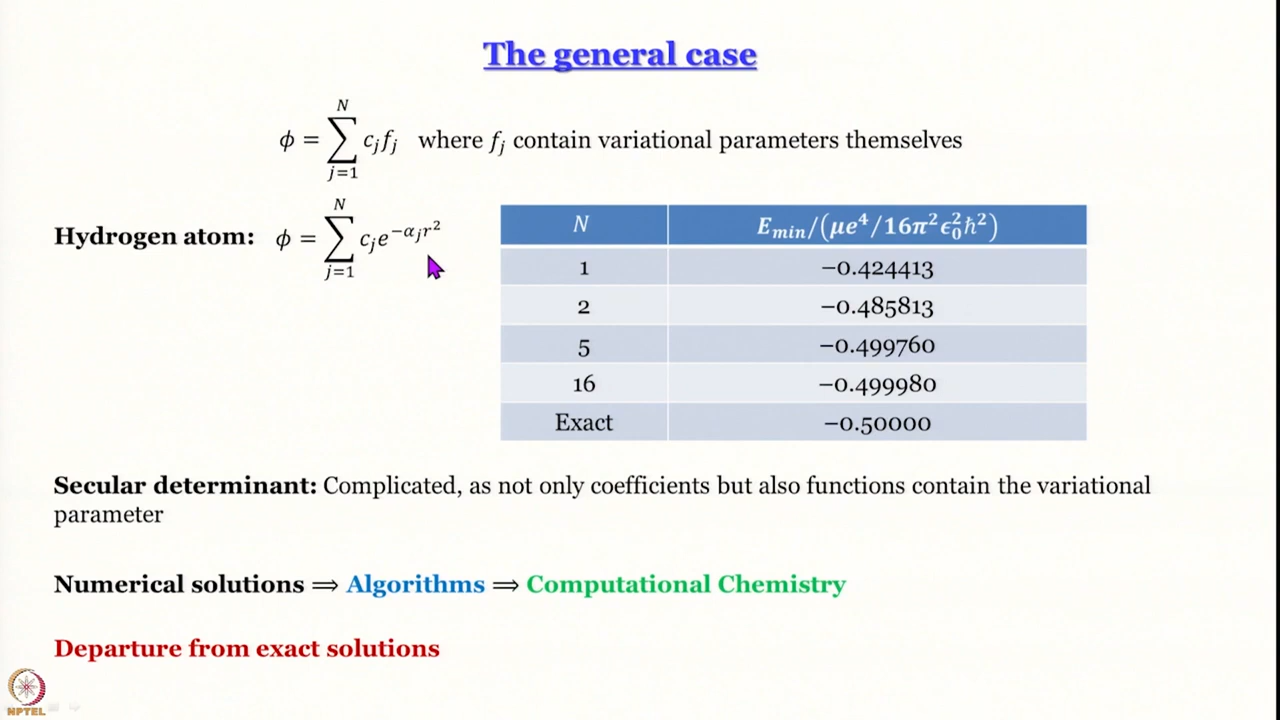 The general case
ϕ = ∑_{j=1}^{N} c_j f_j where f_j contain variational parameters themselves
Hydrogen atom: ϕ = ∑_{j=1}^{N} c_j e^{−α_j r^2}
N E_min/(μe^4/16π^2ϵ_0^2ħ^2)
1 −0.424413
2 −0.485813
5 −0.499760
16 −0.499980
Exact −0.50000
Secular determinant: Complicated, as not only coefficients but also functions contain the variational
parameter
Numerical solutions ⟹ Algorithms ⟹ Computational Chemistry
Departure from exact solutions
NPTEL